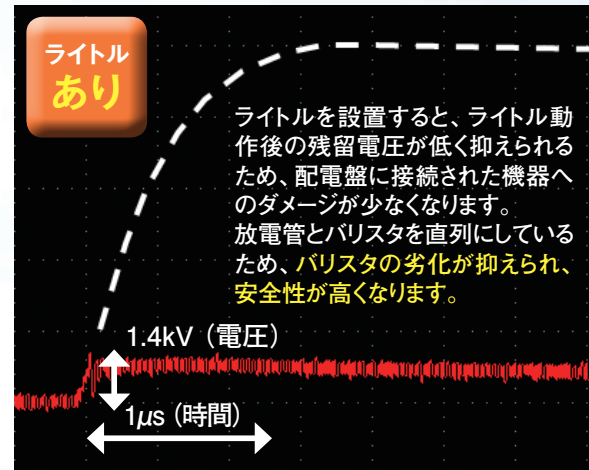 ライトル
あり
ライトルを設置すると、ライトル動
作後の残留電圧が低く抑えられる
ため、配電盤に接続された機器へ
のダメージが少なくなります。
放電管とバリスタを直列にしている
ため、バリスタの劣化が抑えられ、
安全性が高くなります。
1.4kV（電圧）
1μs（時間）